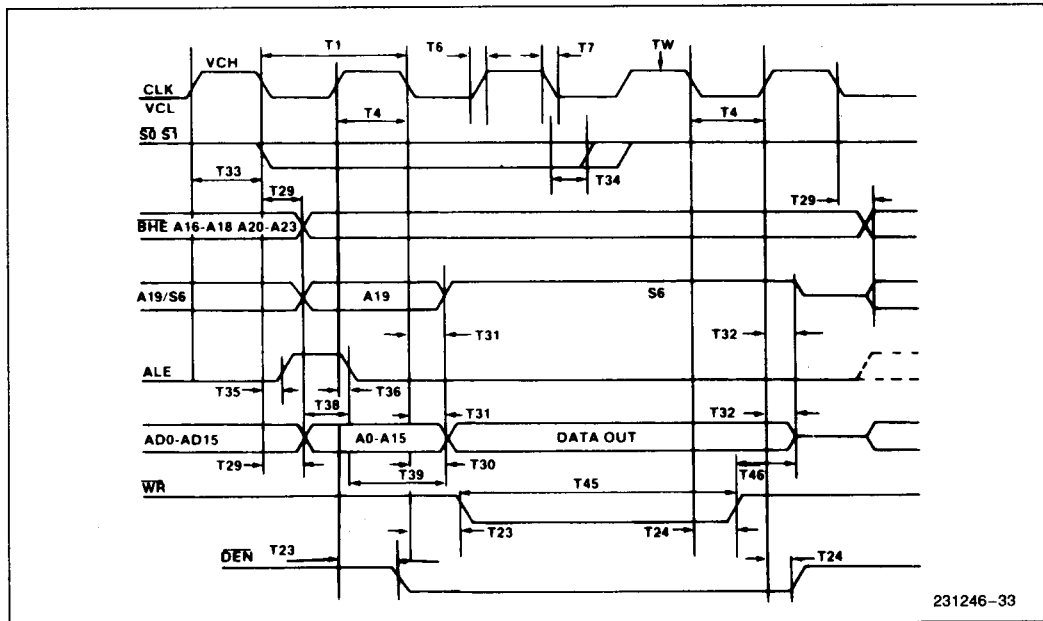 T1 T6 T7 TW
VCH
CLK
VCL
T4 T4
S0 S1
T33 T34
T29 T29
BHE A16-A18 A20-A23
A19/S6 A19 S6
T31 T32
ALE
T35 T36
T38 T31 T32
AD0-AD15 A0-A15 DATA OUT
T29 T30
T39 T46
T45
WR
T23 T24
T23 T24
DEN
231246-33